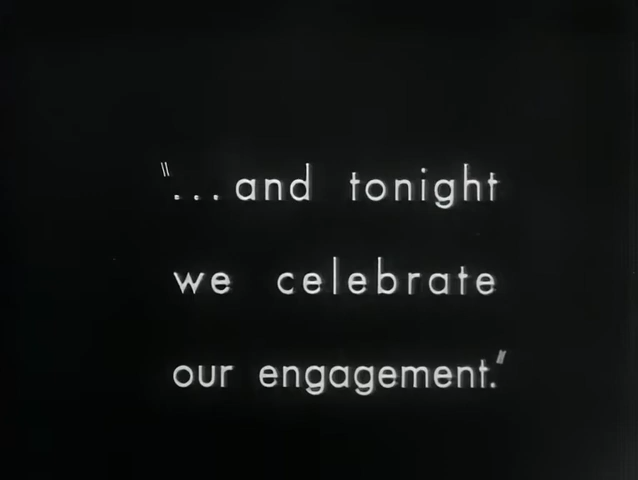 "...and tonight
we celebrate
our engagement."